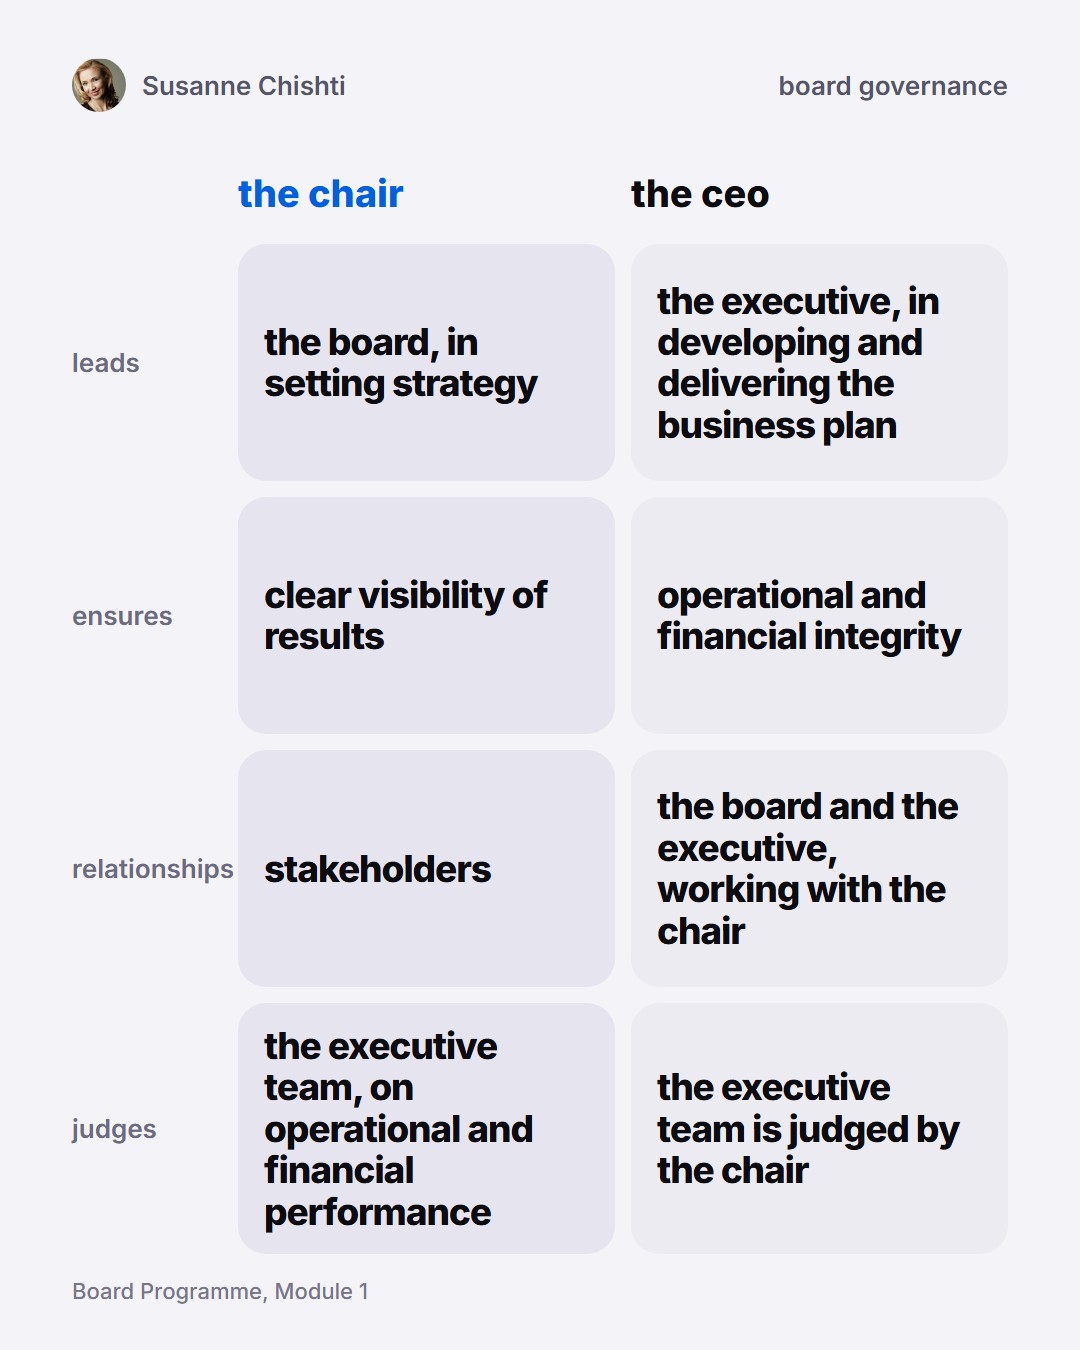 Susanne Chishti
board governance
the chair
the ceo
leads
the board, in
setting strategy
the executive, in
developing and
delivering the
business plan
ensures
clear visibility of
results
operational and
financial integrity
relationships
stakeholders
the board and the
executive,
working with the
chair
judges
the executive
team, on
operational and
financial
performance
the executive
team is judged by
the chair
Board Programme, Module 1